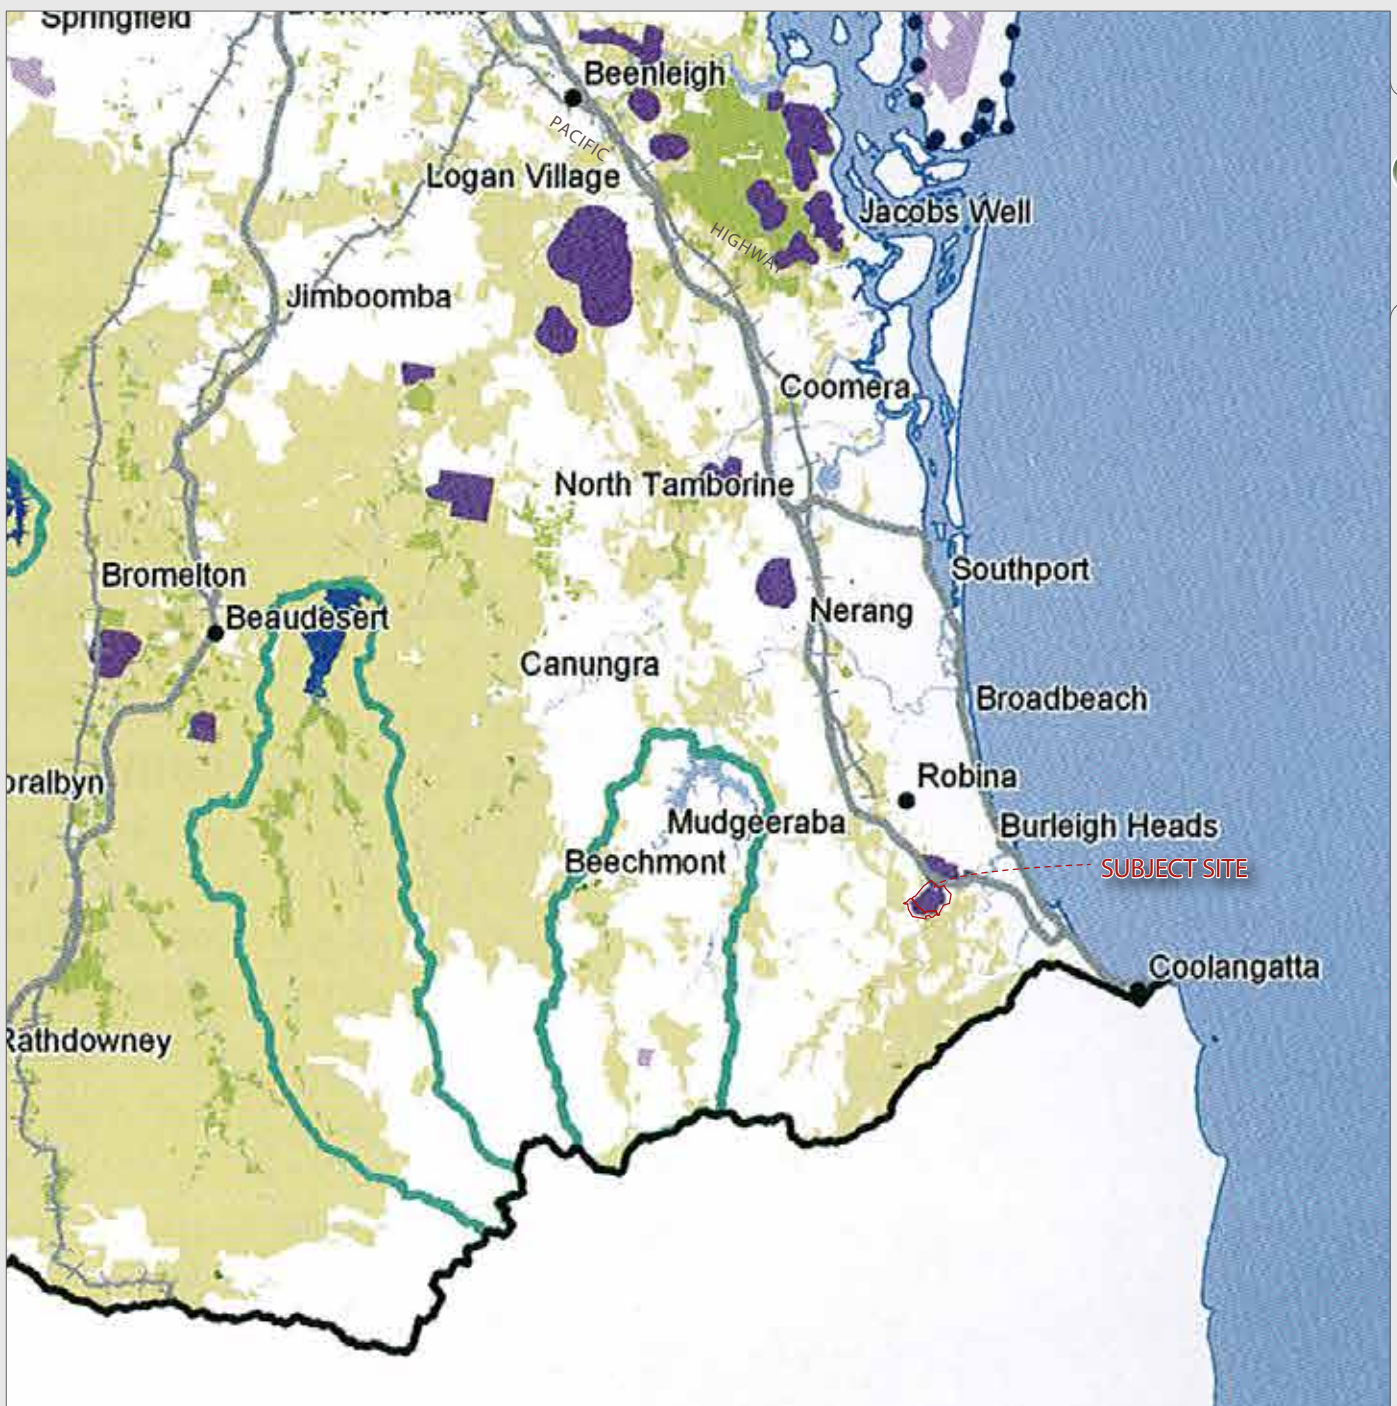 Springfield
Beenleigh
PACIFIC
Logan Village
Jacobs Well
HIGHWAY
Jimboomba
Coomera
North Tamborine
Southport
Bromelton
Beaudesert
Nerang
Canungra
Broadbeach
Robina
oralbyn
Mudgeeraba
Burleigh Heads
Beechmont
SUBJECT SITE
Coolangatta
Rathdowney